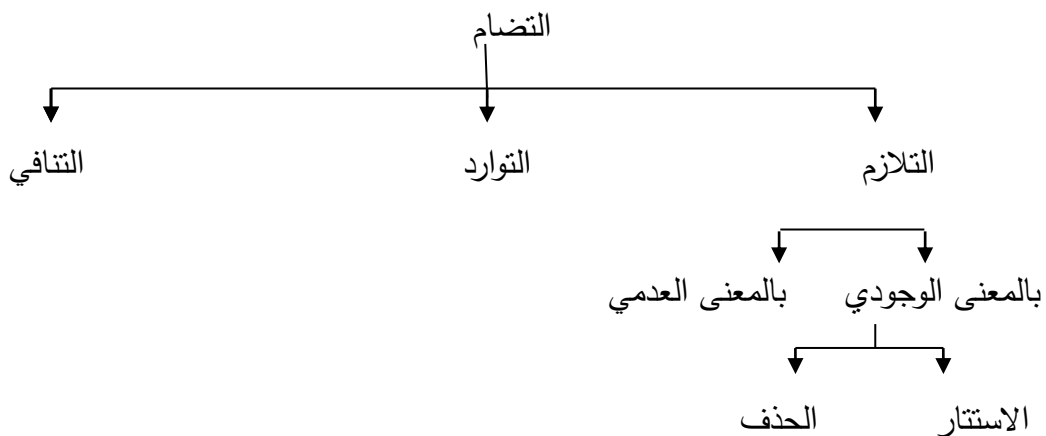 التضام
التلازم التوارد التنافي
بالمعنى الوجودي بالمعنى العدمي
الاستتار الحذف